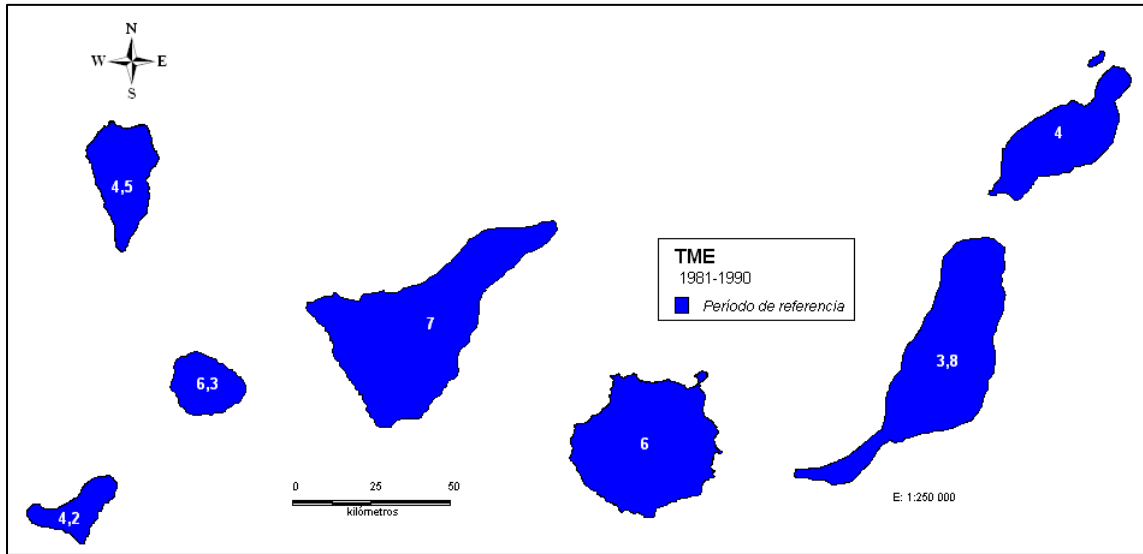 N
W E
S
4
4,5
TME
1981-1990
Período de referencia
7
3,8
6,3
6
0 25 50
kilómetros
E: 1:250 000
4,2